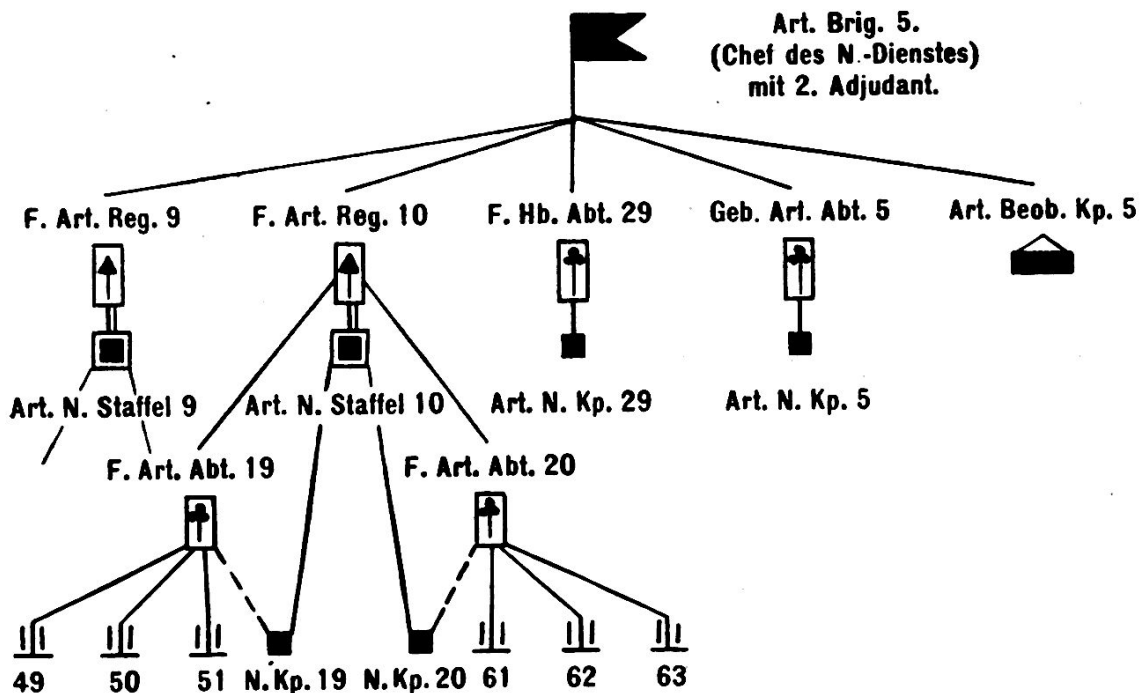 Art. Brig. 5.
(Chef des N.-Dienstes)
mit 2. Adjudant.
F. Art. Reg. 9
F. Art. Reg. 10
F. Hb. Abt. 29
Geb. Art. Abt. 5
Art. Beob. Kp. 5
Art. N. Staffel 9
Art. N. Staffel 10
Art. N. Kp. 29
Art. N. Kp. 5
F. Art. Abt. 19
F. Art. Abt. 20
49
50
51
N. Kp. 19
N. Kp. 20
61
62
63